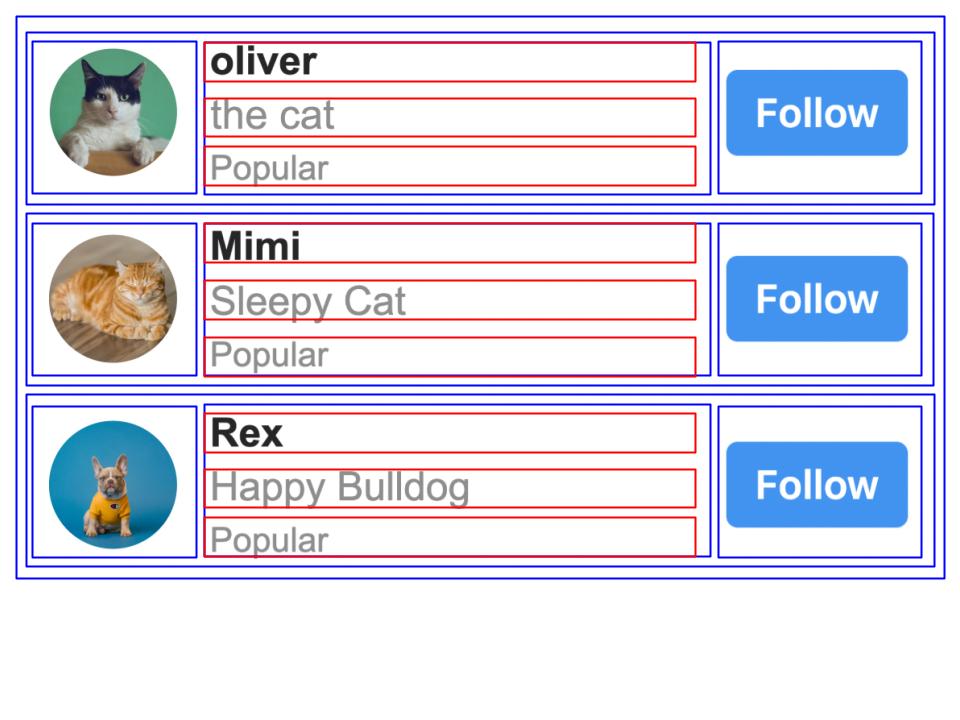 oliver
the cat
Popular
Follow
Mimi
Sleepy Cat
Popular
Follow
Rex
Happy Bulldog
Popular
Follow